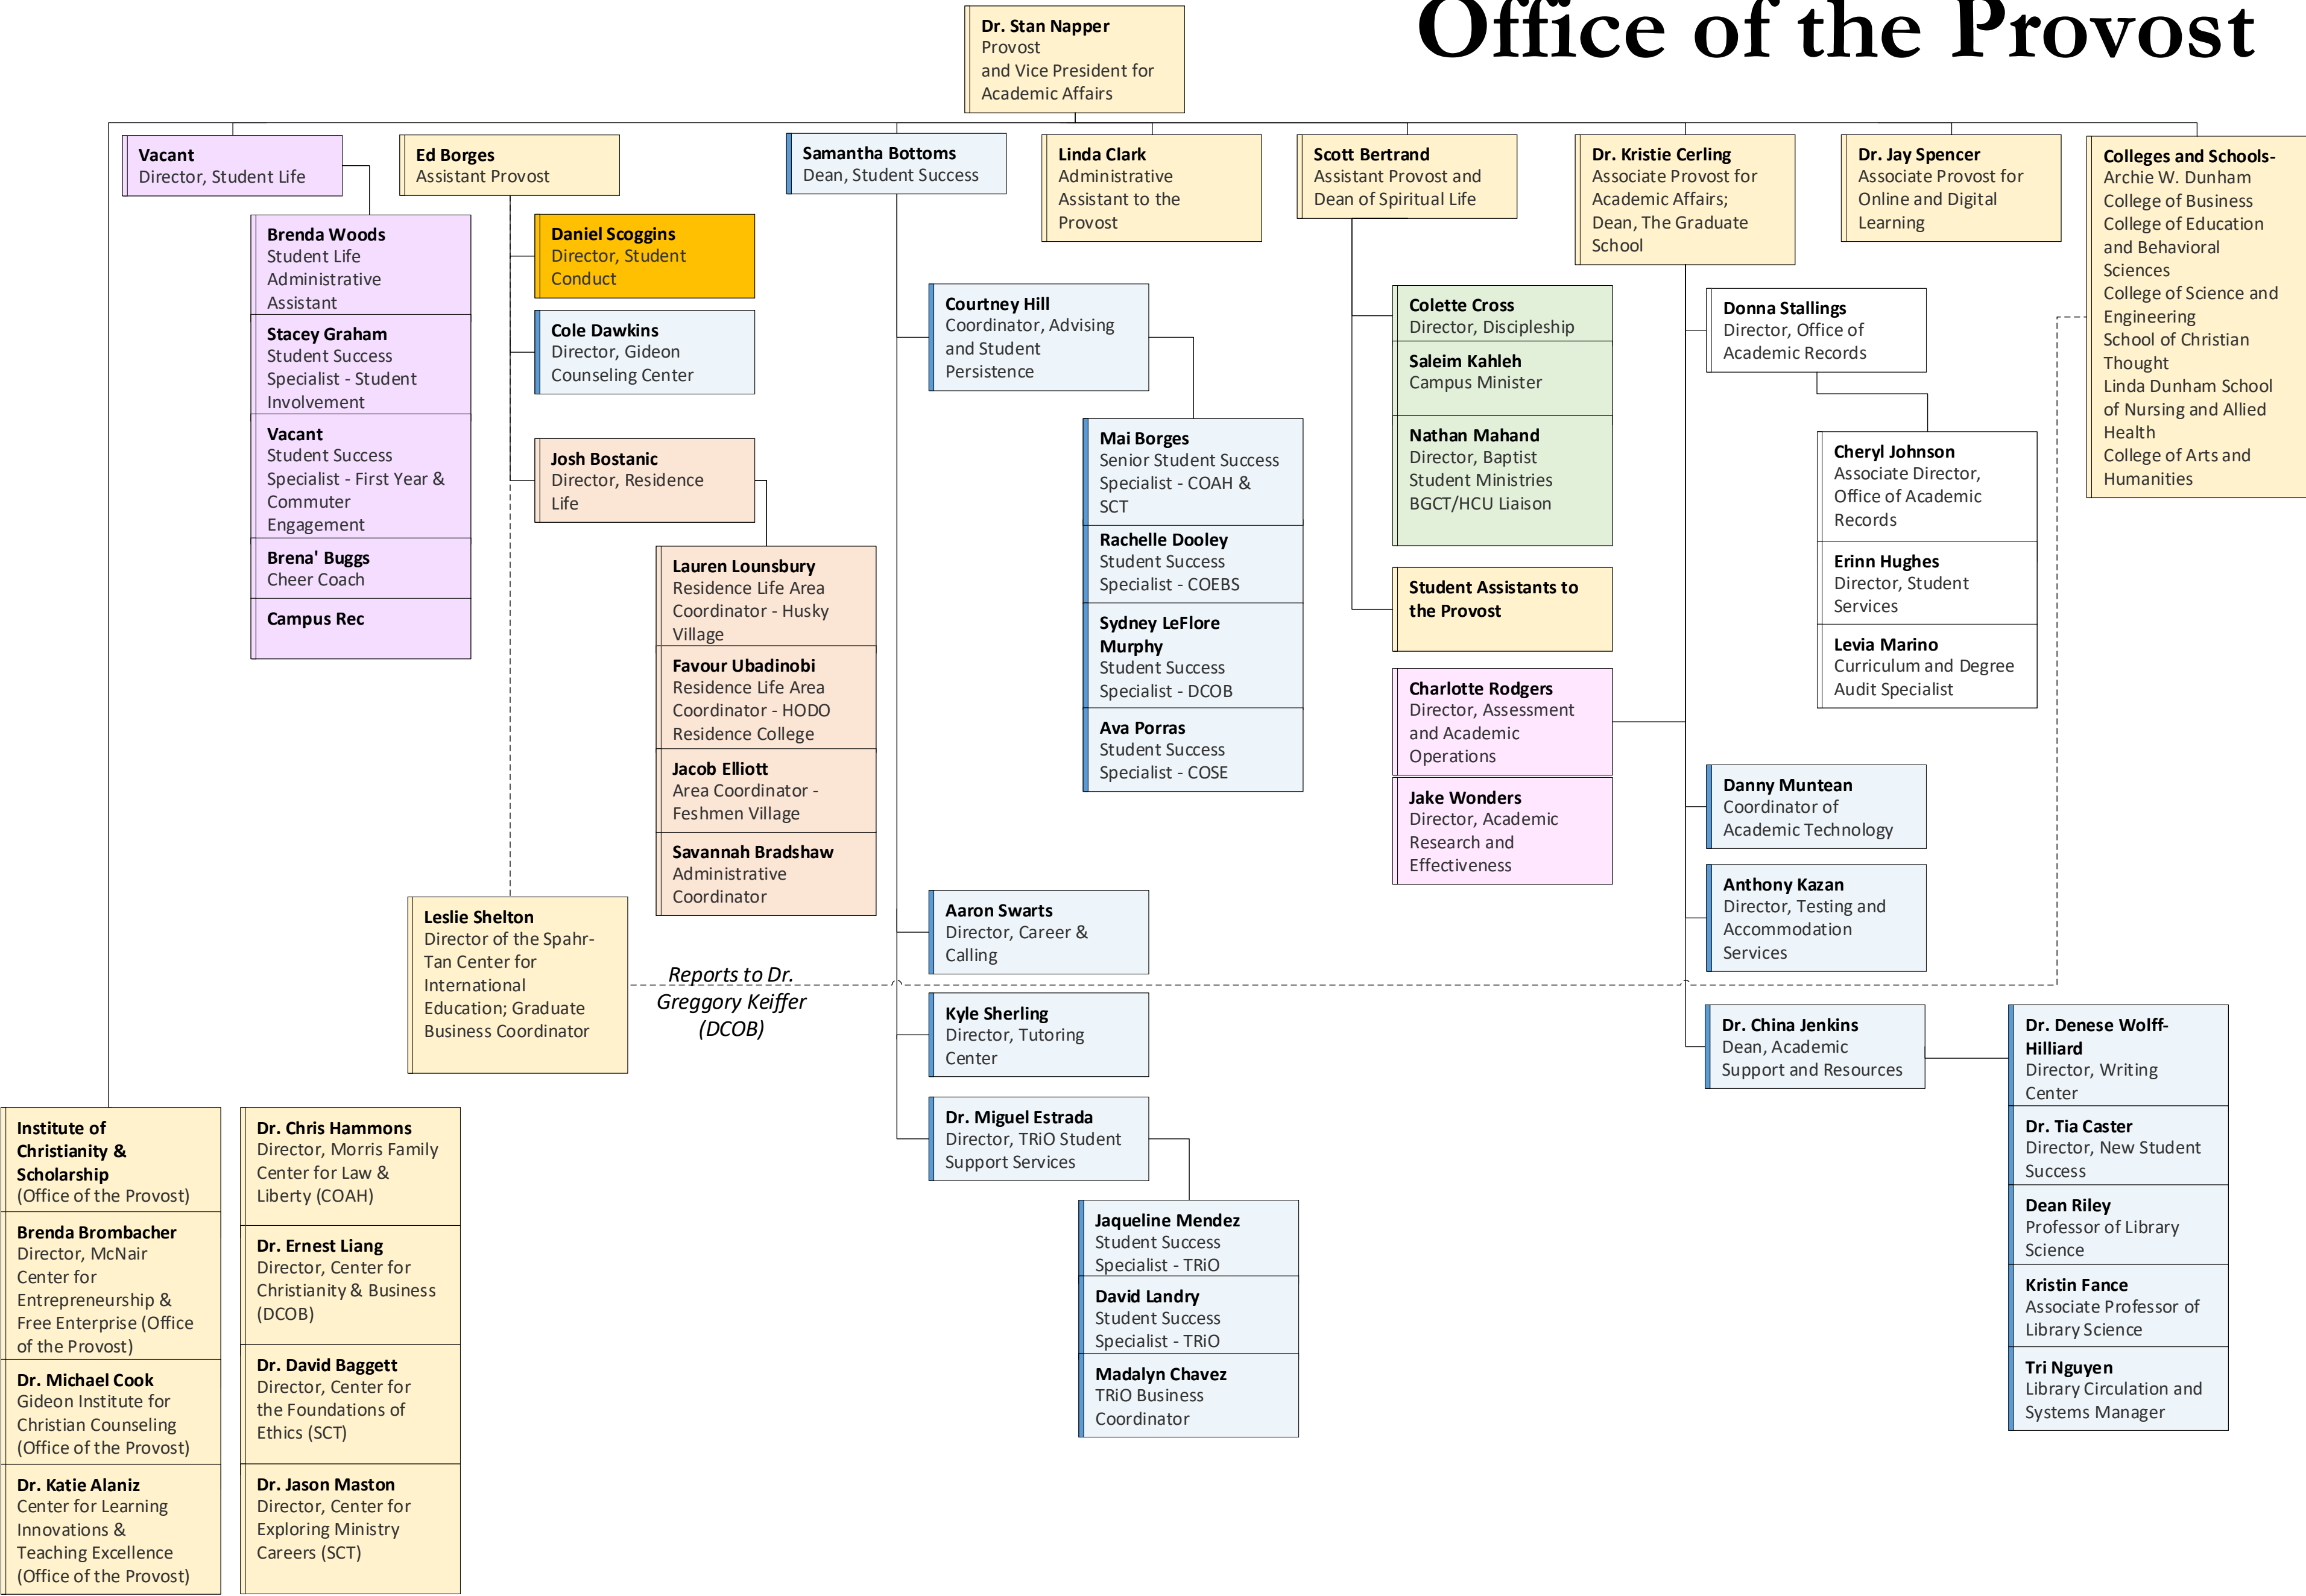 Office of the Provost
Dr. Stan Napper
Provost
and Vice President for
Academic Affairs
Vacant
Director, Student Life
Brenda Woods
Student Life
Administrative
Assistant
Stacey Graham
Student Success
Specialist - Student
Involvement
Vacant
Student Success
Specialist - First Year &
Commuter
Engagement
Brena' Buggs
Cheer Coach
Campus Rec
Ed Borges
Assistant Provost
Daniel Scoggins
Director, Student
Conduct
Cole Dawkins
Director, Gideon
Counseling Center
Josh Bostanic
Director, Residence
Life
Lauren Lounsbury
Residence Life Area
Coordinator - Husky
Village
Favour Ubadinobi
Residence Life Area
Coordinator - HODO
Residence College
Jacob Elliott
Area Coordinator -
Feshmen Village
Savannah Bradshaw
Administrative
Coordinator
Leslie Shelton
Director of the Spahr-
Tan Center for
International
Education; Graduate
Business Coordinator
Reports to Dr.
Greggory Keiffer
(DCOB)
Samantha Bottoms
Dean, Student Success
Courtney Hill
Coordinator, Advising
and Student
Persistence
Mai Borges
Senior Student Success
Specialist - COAH &
SCT
Rachelle Dooley
Student Success
Specialist - COEBS
Sydney LeFlore
Murphy
Student Success
Specialist - DCOB
Ava Porras
Student Success
Specialist - COSE
Aaron Swarts
Director, Career &
Calling
Kyle Sherling
Director, Tutoring
Center
Dr. Miguel Estrada
Director, TRiO Student
Support Services
Jaqueline Mendez
Student Success
Specialist - TRiO
David Landry
Student Success
Specialist - TRiO
Madalyn Chavez
TRiO Business
Coordinator
Linda Clark
Administrative
Assistant to the
Provost
Scott Bertrand
Assistant Provost and
Dean of Spiritual Life
Colette Cross
Director, Discipleship
Saleim Kahleh
Campus Minister
Nathan Mahand
Director, Baptist
Student Ministries
BGCT/HCU Liaison
Student Assistants to
the Provost
Dr. Kristie Cerling
Associate Provost for
Academic Affairs;
Dean, The Graduate
School
Charlotte Rodgers
Director, Assessment
and Academic
Operations
Jake Wonders
Director, Academic
Research and
Effectiveness
Donna Stallings
Director, Office of
Academic Records
Cheryl Johnson
Associate Director,
Office of Academic
Records
Erinn Hughes
Director, Student
Services
Levia Marino
Curriculum and Degree
Audit Specialist
Danny Muntean
Coordinator of
Academic Technology
Anthony Kazan
Director, Testing and
Accommodation
Services
Dr. China Jenkins
Dean, Academic
Support and Resources
Dr. Denese Wolff-
Hilliard
Director, Writing
Center
Dr. Tia Caster
Director, New Student
Success
Dean Riley
Professor of Library
Science
Kristin Fance
Associate Professor of
Library Science
Tri Nguyen
Library Circulation and
Systems Manager
Dr. Jay Spencer
Associate Provost for
Online and Digital
Learning
Colleges and Schools-
Archie W. Dunham
College of Business
College of Education
and Behavioral
Sciences
College of Science and
Engineering
School of Christian
Thought
Linda Dunham School
of Nursing and Allied
Health
College of Arts and
Humanities
Institute of
Christianity &
Scholarship
(Office of the Provost)
Brenda Brombacher
Director, McNair
Center for
Entrepreneurship &
Free Enterprise (Office
of the Provost)
Dr. Michael Cook
Gideon Institute for
Christian Counseling
(Office of the Provost)
Dr. Katie Alaniz
Center for Learning
Innovations &
Teaching Excellence
(Office of the Provost)
Dr. Chris Hammons
Director, Morris Family
Center for Law &
Liberty (COAH)
Dr. Ernest Liang
Director, Center for
Christianity & Business
(DCOB)
Dr. David Baggett
Director, Center for
the Foundations of
Ethics (SCT)
Dr. Jason Maston
Director, Center for
Exploring Ministry
Careers (SCT)